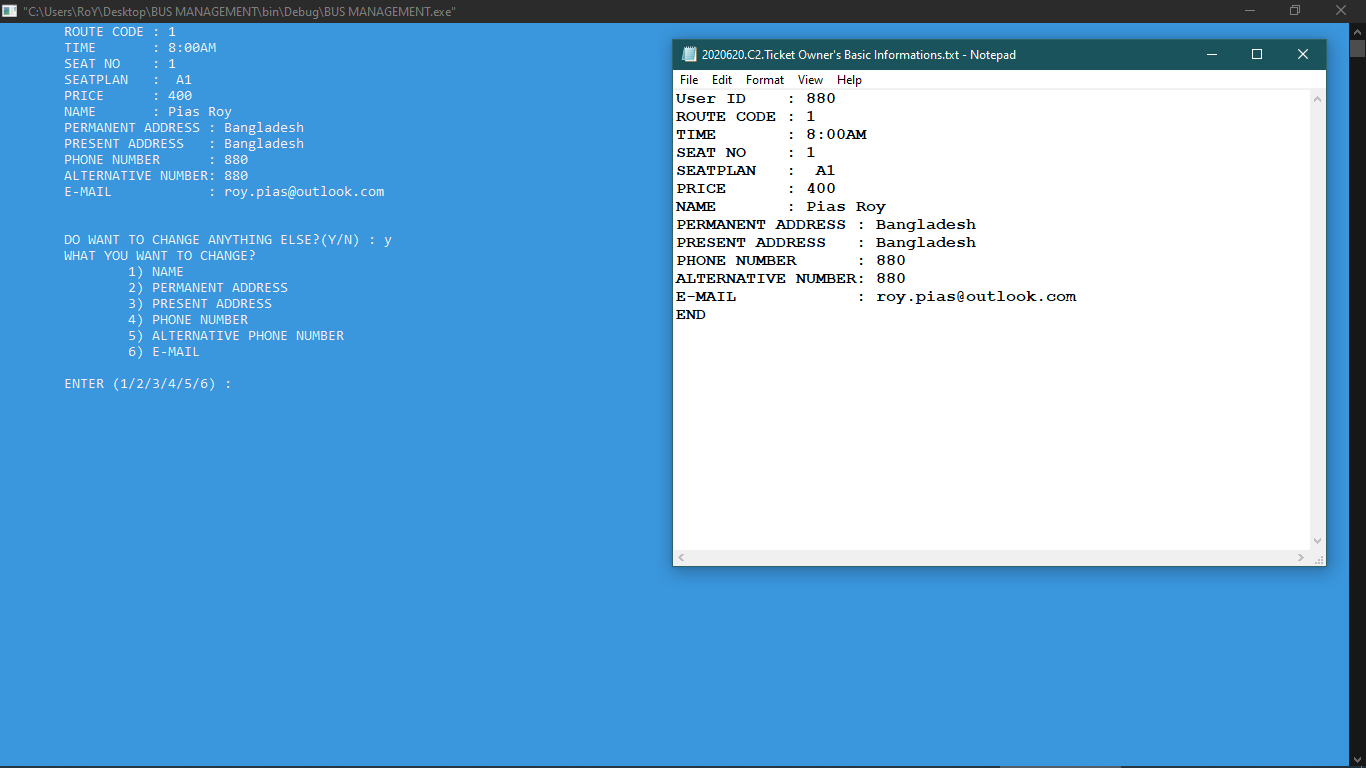 "C:\Users\RoY\Desktop\BUS MANAGEMENT\bin\Debug\BUS MANAGEMENT.exe"
ROUTE CODE : 1
TIME       : 8:00AM
SEAT NO    : 1
SEATPLAN   :  A1
PRICE      : 400
NAME       : Pias Roy
PERMANENT ADDRESS : Bangladesh
PRESENT ADDRESS   : Bangladesh
PHONE NUMBER      : 880
ALTERNATIVE NUMBER: 880
E-MAIL            : roy.pias@outlook.com
DO WANT TO CHANGE ANYTHING ELSE?(Y/N) : y
WHAT YOU WANT TO CHANGE?
1) NAME
2) PERMANENT ADDRESS
3) PRESENT ADDRESS
4) PHONE NUMBER
5) ALTERNATIVE PHONE NUMBER
6) E-MAIL
ENTER (1/2/3/4/5/6) :
2020620.C2.Ticket Owner's Basic Informations.txt - Notepad
File Edit Format View Help
User ID    : 880
ROUTE CODE : 1
TIME       : 8:00AM
SEAT NO    : 1
SEATPLAN   :  A1
PRICE      : 400
NAME       : Pias Roy
PERMANENT ADDRESS : Bangladesh
PRESENT ADDRESS   : Bangladesh
PHONE NUMBER      : 880
ALTERNATIVE NUMBER: 880
E-MAIL            : roy.pias@outlook.com
END